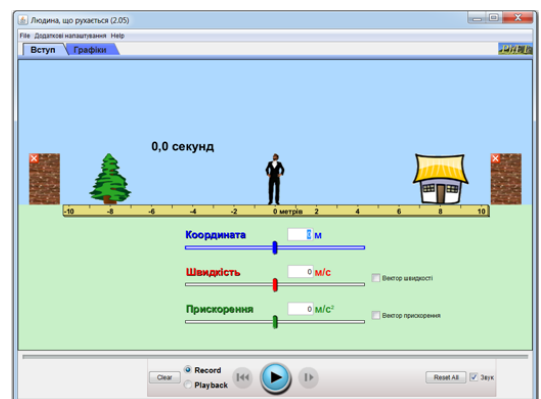 Людина, що рухається (2.05)
File Додаткові налаштування Help
Вступ Графіки
0,0 секунд
-10 -8 -6 -4 -2 0 метрів 2 4 6 8 10
Координата 0 м
Швидкість 0 м/с Вектор швидкості
Прискорення 0 м/с² Вектор прискорення
Clear Record Playback Reset All Звук